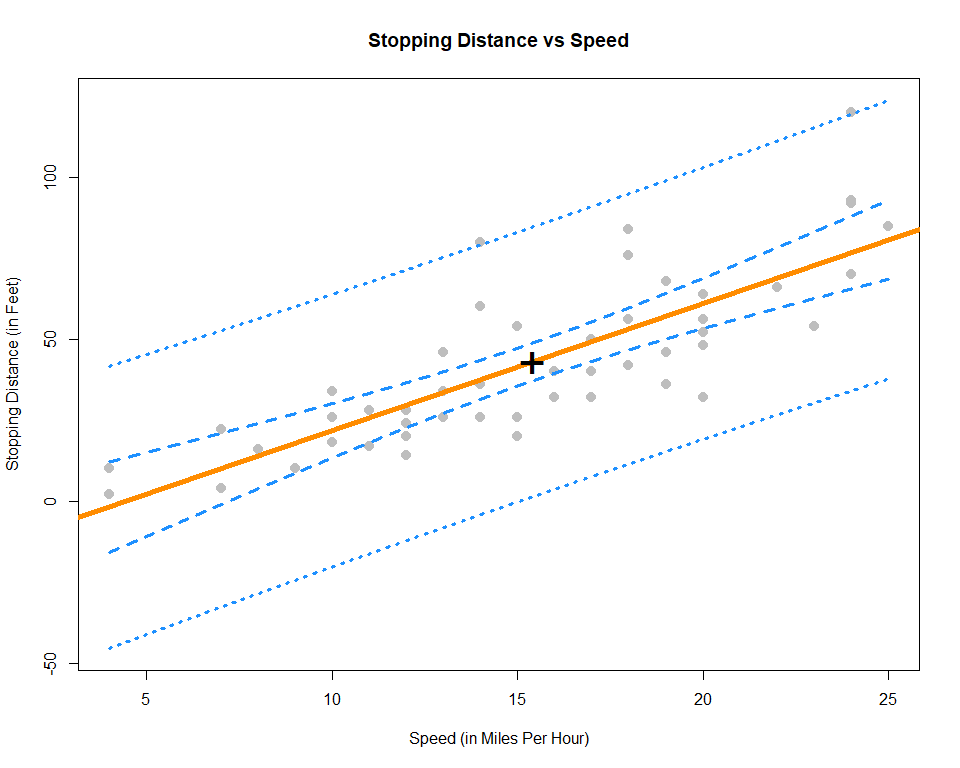 Stopping Distance vs Speed
Stopping Distance (in Feet)
100
50
0
-50
5 10 15 20 25
Speed (in Miles Per Hour)